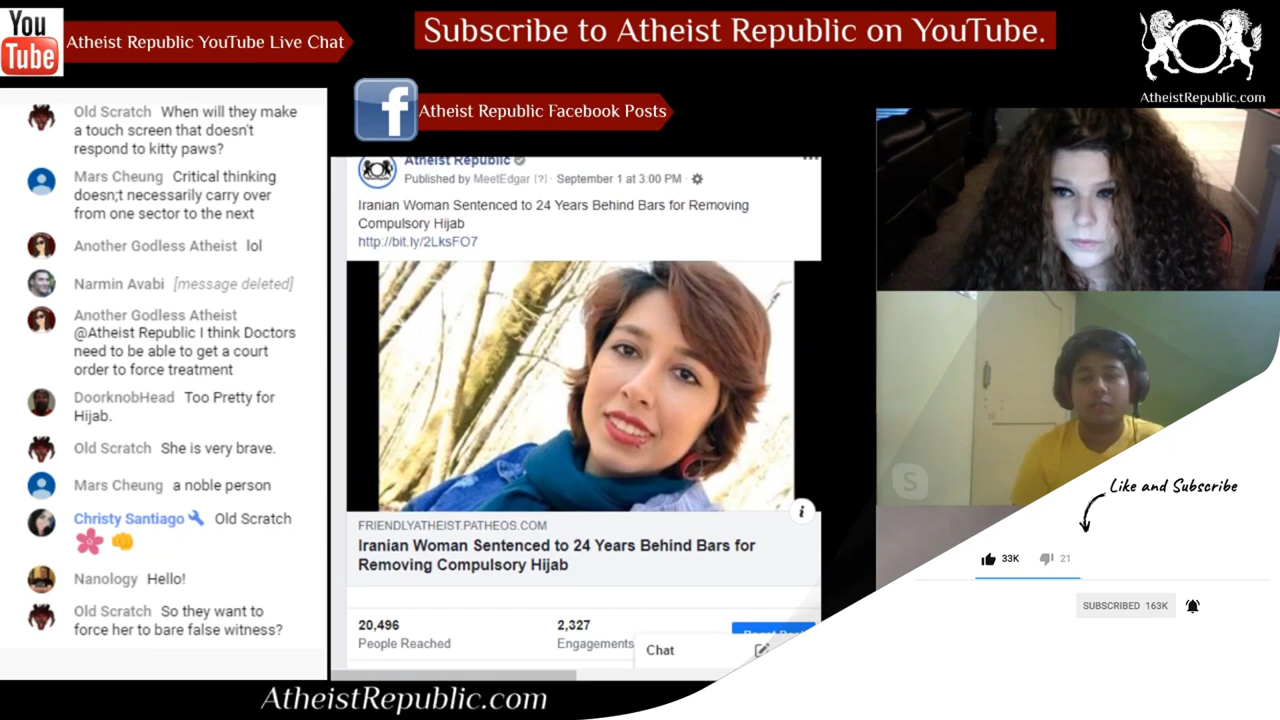 You
Tube
Atheist Republic YouTube Live Chat
Subscribe to Atheist Republic on YouTube.
AtheistRepublic.com
f
Atheist Republic Facebook Posts
Old Scratch When will they make
a touch screen that doesn't
respond to kitty paws?
Mars Cheung Critical thinking
doesn;t necessarily carry over
from one sector to the next
Another Godless Atheist lol
Narmin Avabi [message deleted]
Another Godless Atheist
@Atheist Republic I think Doctors
need to be able to get a court
order to force treatment
DoorknobHead Too Pretty for
Hijab.
Old Scratch She is very brave.
Mars Cheung a noble person
Christy Santiago Old Scratch
Nanology Hello!
Old Scratch So they want to
force her to bare false witness?
Atheist Republic
Published by MeetEdgar [?] · September 1 at 3:00 PM ·
Iranian Woman Sentenced to 24 Years Behind Bars for Removing
Compulsory Hijab
http://bit.ly/2LksFO7
i
FRIENDLYATHEIST.PATHEOS.COM
Iranian Woman Sentenced to 24 Years Behind Bars for
Removing Compulsory Hijab
20,496
People Reached
2,327
Engagements
Chat
S
Like and Subscribe
33K
21
SUBSCRIBED 163K
AtheistRepublic.com